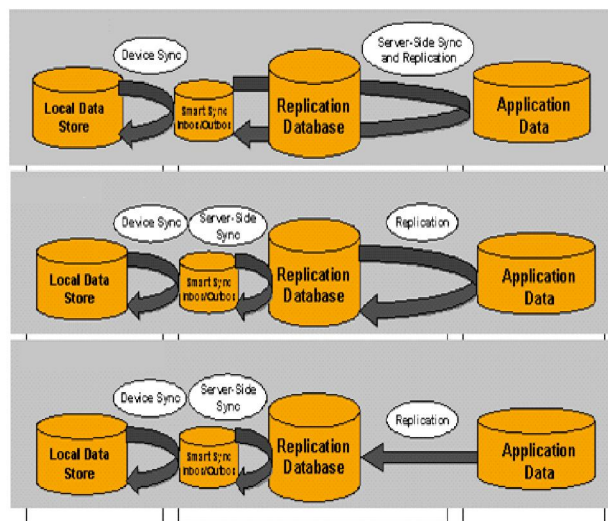 Device Sync
Server-Side Sync
and Replication
Local Data
Store
Smart Sync
Inbox/Outbox
Replication
Database
Application
Data
Device Sync
Server-Side
Sync
Replication
Local Data
Store
Smart Sync
Inbox/Outbox
Replication
Database
Application
Data
Device Sync
Server-Side
Sync
Replication
Local Data
Store
Smart Sync
Inbox/Outbox
Replication
Database
Application
Data